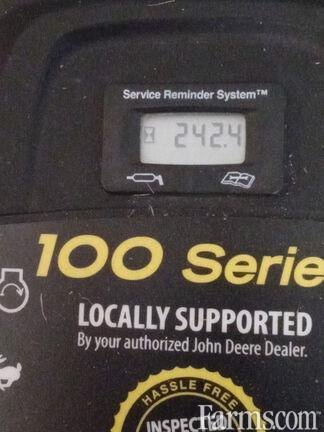 Service Reminder System™
242.4
100 Serie
LOCALLY SUPPORTED
By your authorized John Deere Dealer.
HASSLE FREE
INSPEC
Farms.com